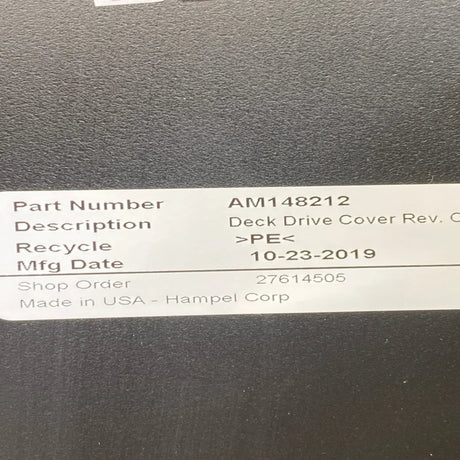 Part Number AM148212
Description Deck Drive Cover Rev.
Recycle >PE<
Mfg Date 10-23-2019
Shop Order 27614505
Made in USA - Hampel Corp